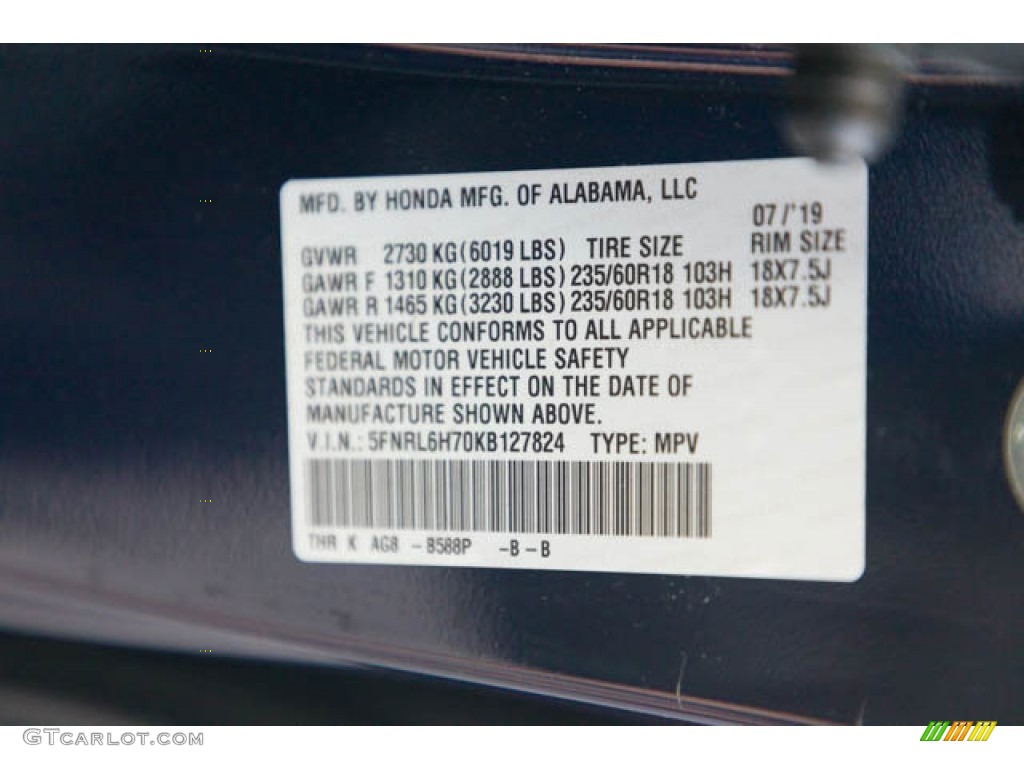 MFD. BY HONDA MFG. OF ALABAMA, LLC
07/'19
GVWR 2730 KG(6019 LBS) TIRE SIZE RIM SIZE
GAWR F 1310 KG(2888 LBS) 235/60R18 103H 18X7.5J
GAWR R 1465 KG(3230 LBS) 235/60R18 103H 18X7.5J
THIS VEHICLE CONFORMS TO ALL APPLICABLE
FEDERAL MOTOR VEHICLE SAFETY
STANDARDS IN EFFECT ON THE DATE OF
MANUFACTURE SHOWN ABOVE.
V.I.N.: 5FNRL6H70KB127824 TYPE: MPV
THR K AG8 -B588P -B-B
GTCARLOT.COM